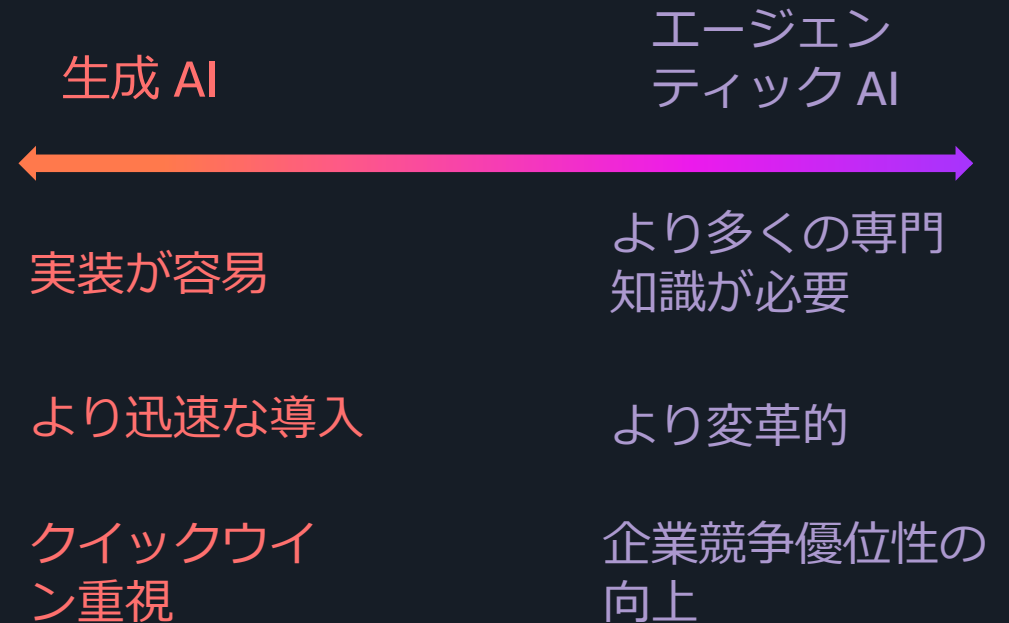 生成 AI
エージェン
ティック AI
実装が容易
より多くの専門
知識が必要
より迅速な導入
より変革的
クイックウイ
ン重視
企業競争優位性の
向上